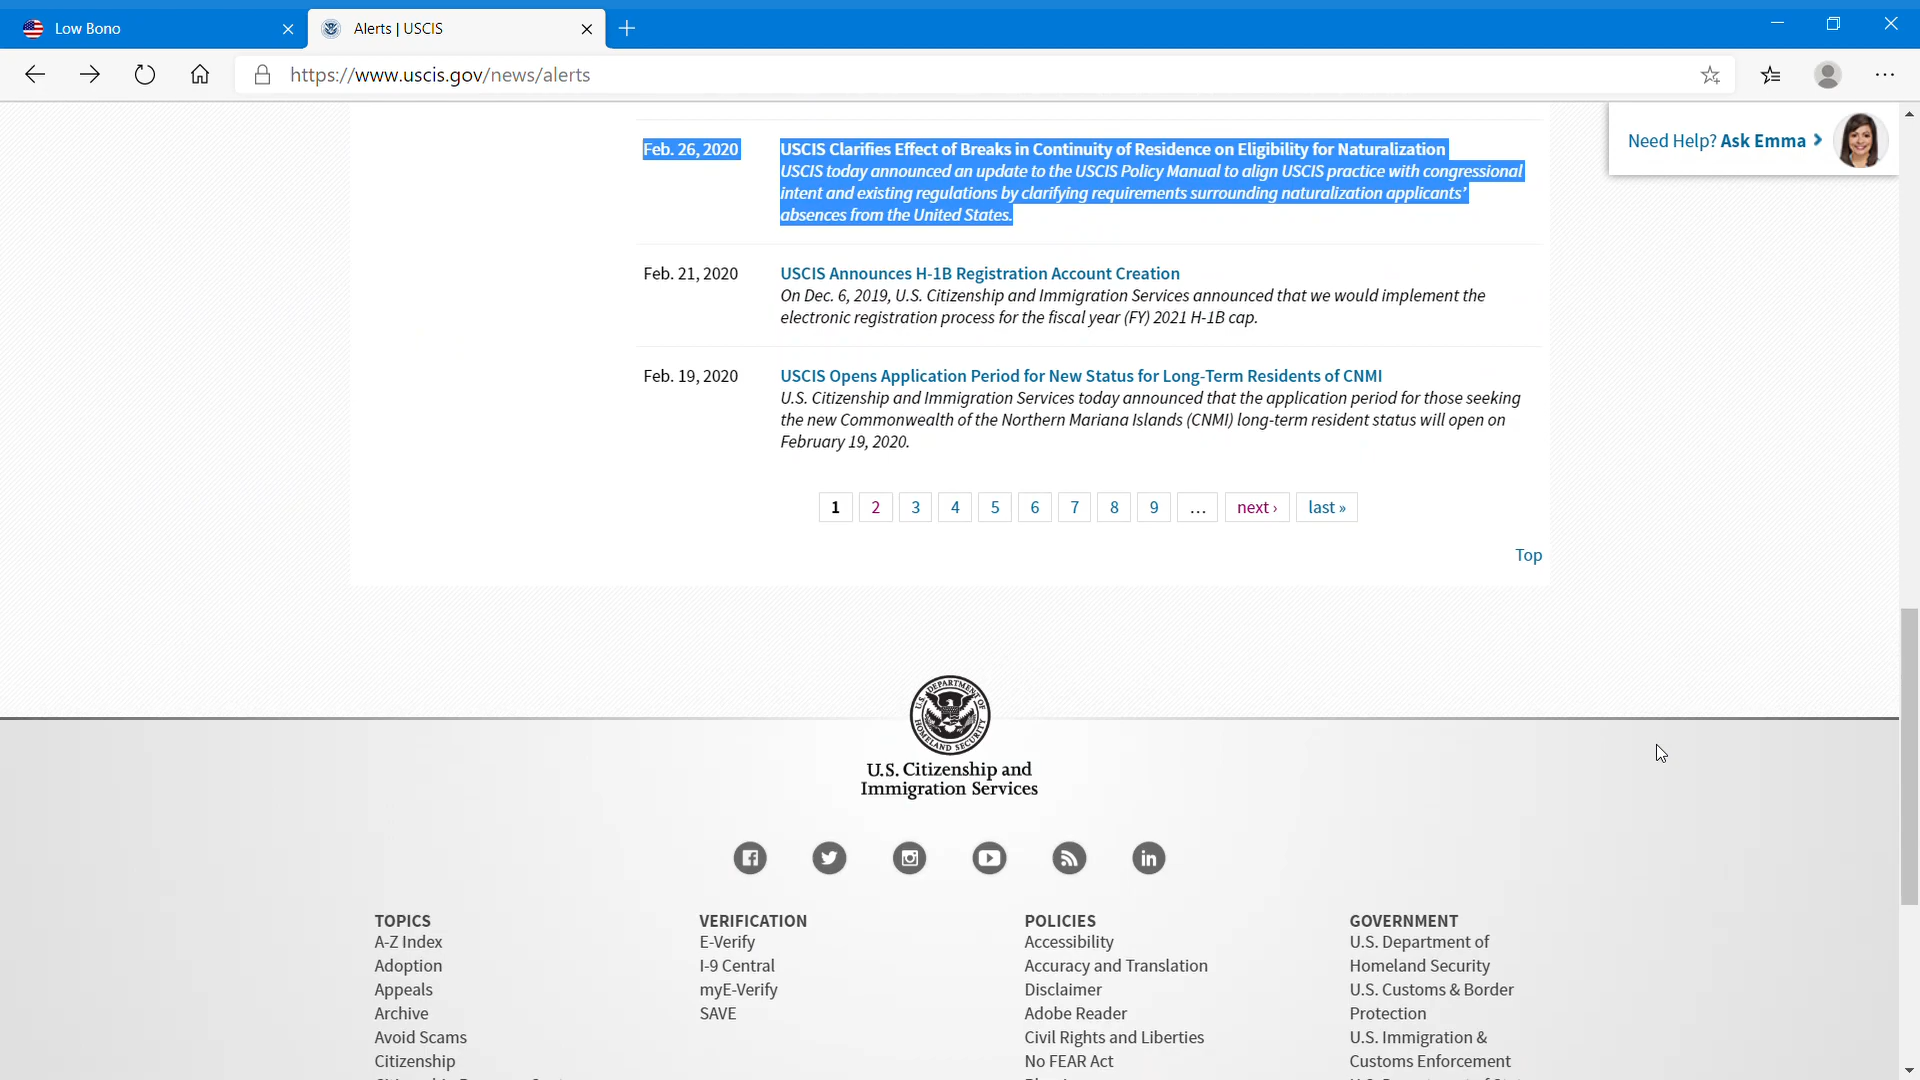 Low Bono
Alerts | USCIS
https://www.uscis.gov/news/alerts
Need Help? Ask Emma
Feb. 26, 2020
USCIS Clarifies Effect of Breaks in Continuity of Residence on Eligibility for Naturalization
USCIS today announced an update to the USCIS Policy Manual to align USCIS practice with congressional
intent and existing regulations by clarifying requirements surrounding naturalization applicants'
absences from the United States.
Feb. 21, 2020
USCIS Announces H-1B Registration Account Creation
On Dec. 6, 2019, U.S. Citizenship and Immigration Services announced that we would implement the
electronic registration process for the fiscal year (FY) 2021 H-1B cap.
Feb. 19, 2020
USCIS Opens Application Period for New Status for Long-Term Residents of CNMI
U.S. Citizenship and Immigration Services today announced that the application period for those seeking
the new Commonwealth of the Northern Mariana Islands (CNMI) long-term resident status will open on
February 19, 2020.
1 2 3 4 5 6 7 8 9 ... next › last »
Top
U.S. DEPARTMENT OF HOMELAND SECURITY
U.S. Citizenship and
Immigration Services
TOPICS
A-Z Index
Adoption
Appeals
Archive
Avoid Scams
Citizenship
VERIFICATION
E-Verify
I-9 Central
myE-Verify
SAVE
POLICIES
Accessibility
Accuracy and Translation
Disclaimer
Adobe Reader
Civil Rights and Liberties
No FEAR Act
GOVERNMENT
U.S. Department of
Homeland Security
U.S. Customs & Border
Protection
U.S. Immigration &
Customs Enforcement